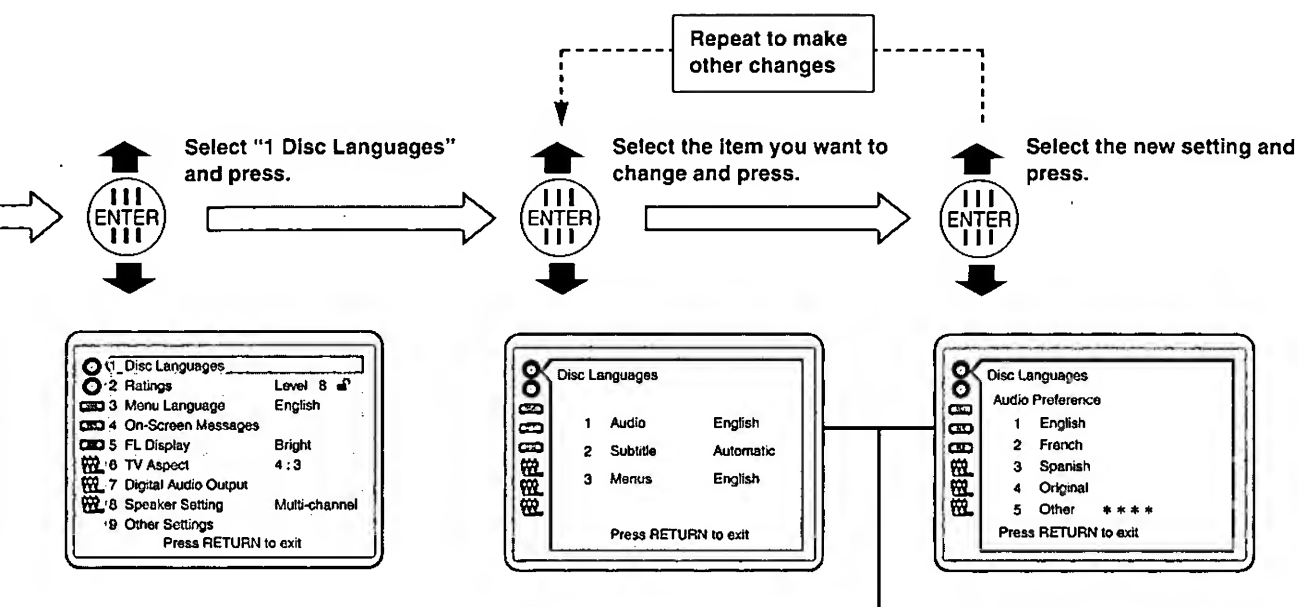 Repeat to make
other changes
Select “1 Disc Languages”
and press.
ENTER
Select the item you want to
change and press.
ENTER
Select the new setting and
press.
ENTER
1 Disc Languages
2 Ratings Level 8
3 Menu Language English
4 On-Screen Messages
5 FL Display Bright
6 TV Aspect 4:3
7 Digital Audio Output
8 Speaker Setting Multi-channel
9 Other Settings
Press RETURN to exit
Disc Languages
1 Audio English
2 Subtitle Automatic
3 Menus English
Press RETURN to exit
Disc Languages
Audio Preference
1 English
2 French
3 Spanish
4 Original
5 Other ****
Press RETURN to exit